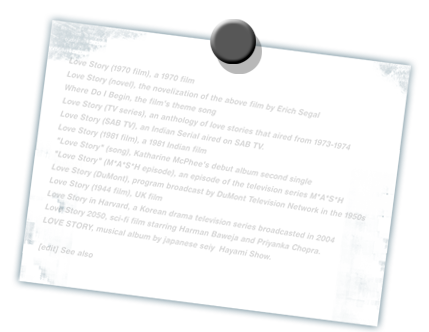 Love Story (1970 film), a 1970 film
Love Story (novel), the novelization of the above film by Erich Segal
Where Do I Begin, the film's theme song
Love Story (TV series), an anthology of love stories that aired from 1973-1974
Love Story (SAB TV), an Indian Serial aired on SAB TV.
Love Story (1981 film), a 1981 Indian film
"Love Story" (song), Katharine McPhee's debut album second single
"Love Story" (M*A*S*H episode), an episode of the television series M*A*S*H
Love Story (DuMont), program broadcast by DuMont Television Network in the 1950s
Love Story (1944 film), UK film
Love Story in Harvard, a Korean drama television series broadcasted in 2004
Love Story 2050, sci-fi film starring Harman Baweja and Priyanka Chopra.
LOVE STORY, musical album by japanese sely Hayami Show.
[edit] See also